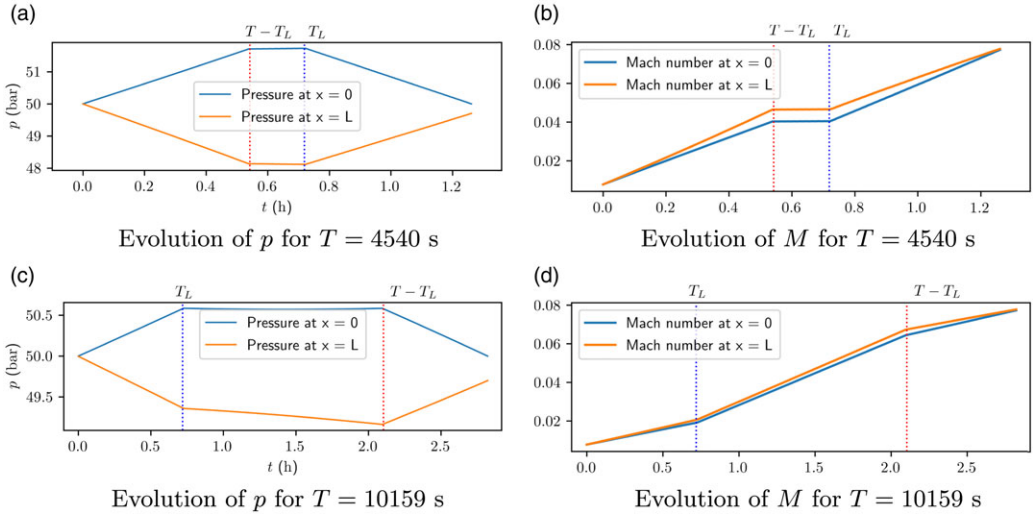 (a)
T − T_L T_L
51
50
49
48
p (bar)
Pressure at x = 0
Pressure at x = L
0.0 0.2 0.4 0.6 0.8 1.0 1.2
t (h)
Evolution of p for T = 4540 s
(b)
T − T_L T_L
0.08
0.06
0.04
0.02
Mach number at x = 0
Mach number at x = L
0.0 0.2 0.4 0.6 0.8 1.0 1.2
Evolution of M for T = 4540 s
(c)
T_L T − T_L
50.5
50.0
49.5
p (bar)
Pressure at x = 0
Pressure at x = L
0.0 0.5 1.0 1.5 2.0 2.5
t (h)
Evolution of p for T = 10159 s
(d)
T_L T − T_L
0.08
0.06
0.04
0.02
Mach number at x = 0
Mach number at x = L
0.0 0.5 1.0 1.5 2.0 2.5
Evolution of M for T = 10159 s